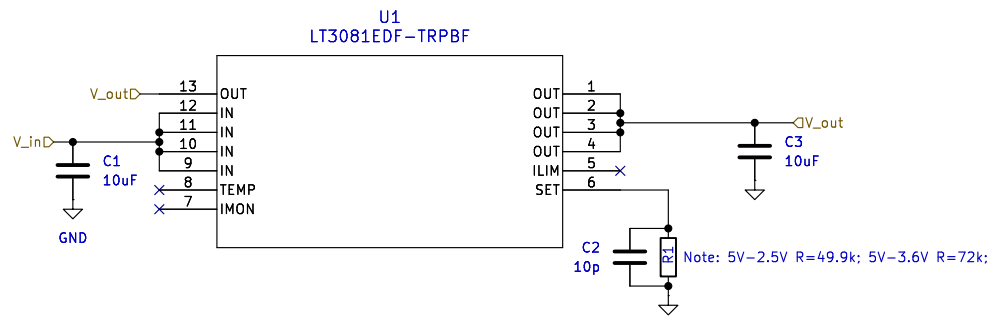 U1
LT3081EDF-TRPBF
V_out 13 OUT OUT 1
12 IN OUT 2
11 IN OUT 3 V_out
V_in 10 IN OUT 4 C3
C1 9 IN ILIM 5 10uF
10uF 8 TEMP SET 6
7 IMON
GND
C2 R1 Note: 5V-2.5V R=49.9k; 5V-3.6V R=72k;
10p